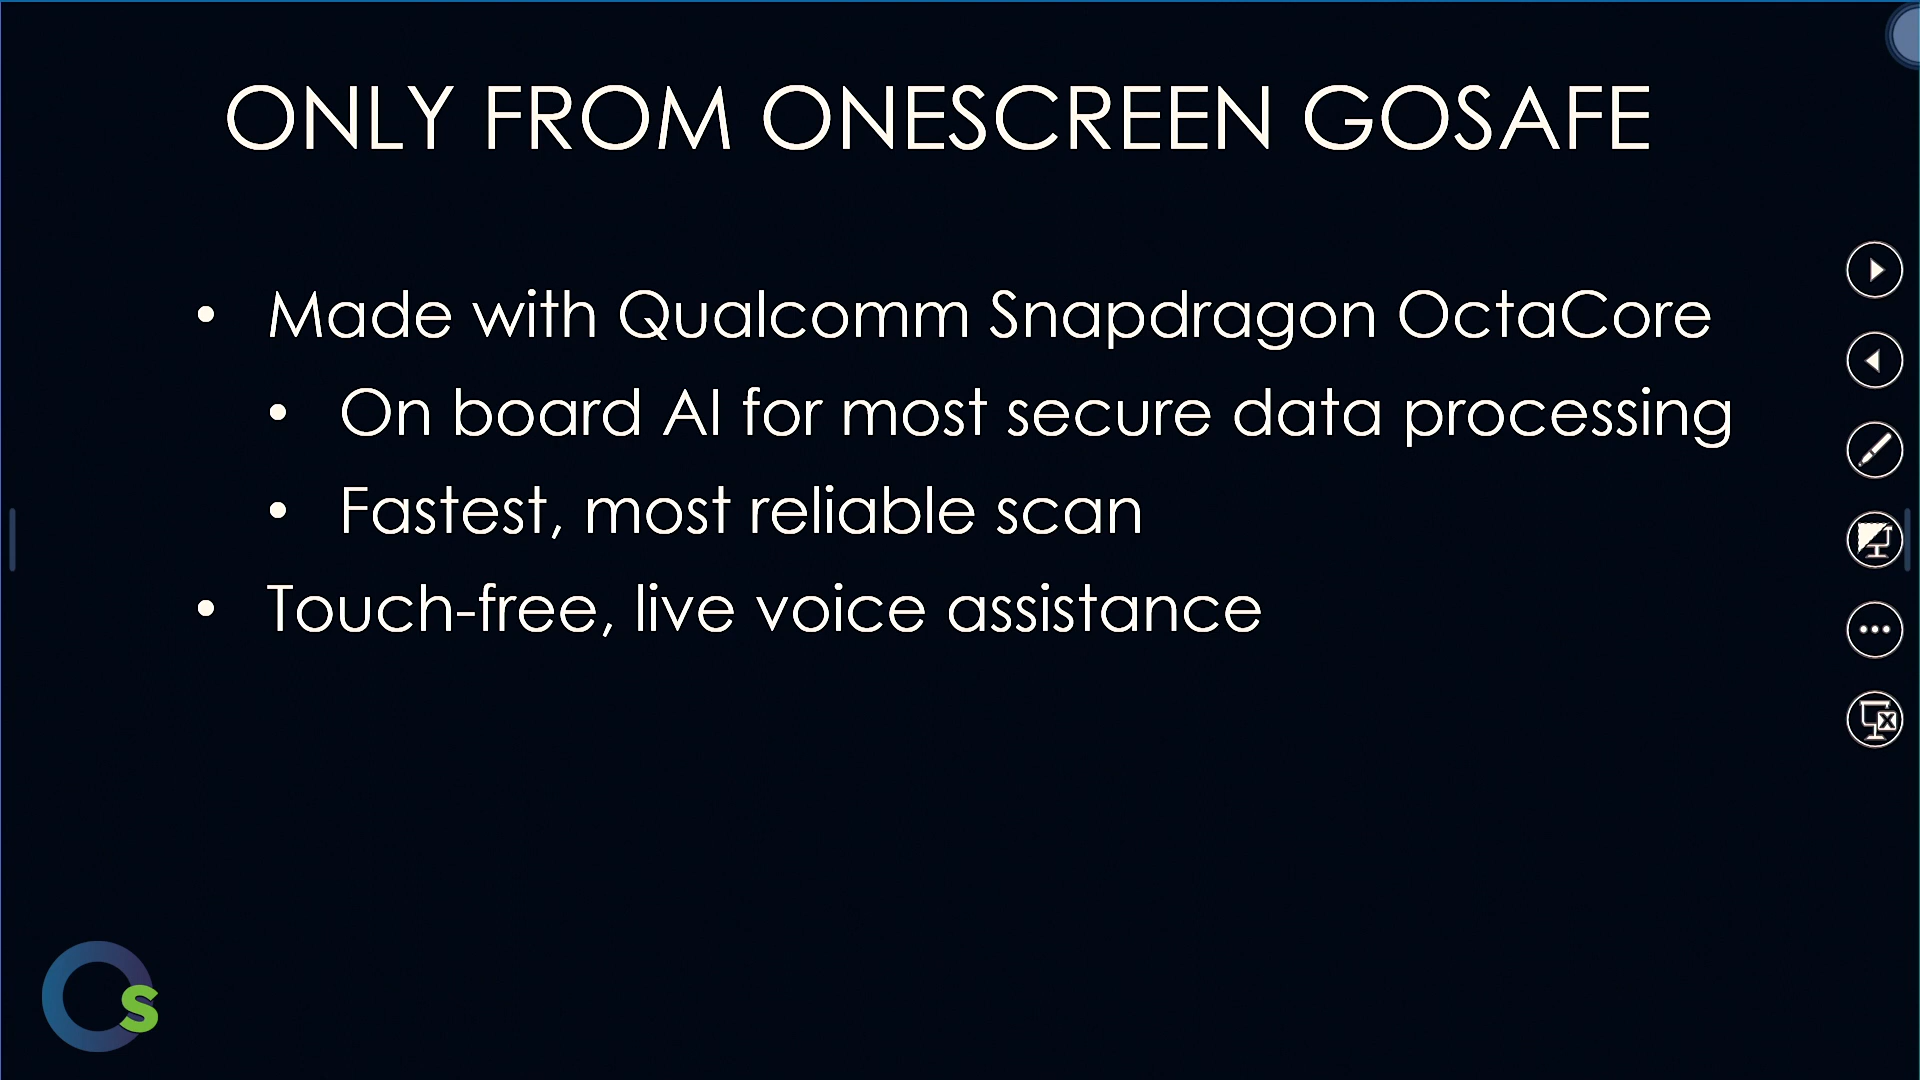 ONLY FROM ONESCREEN GOSAFE
• Made with Qualcomm Snapdragon OctaCore
• On board AI for most secure data processing
• Fastest, most reliable scan
• Touch-free, live voice assistance
Os